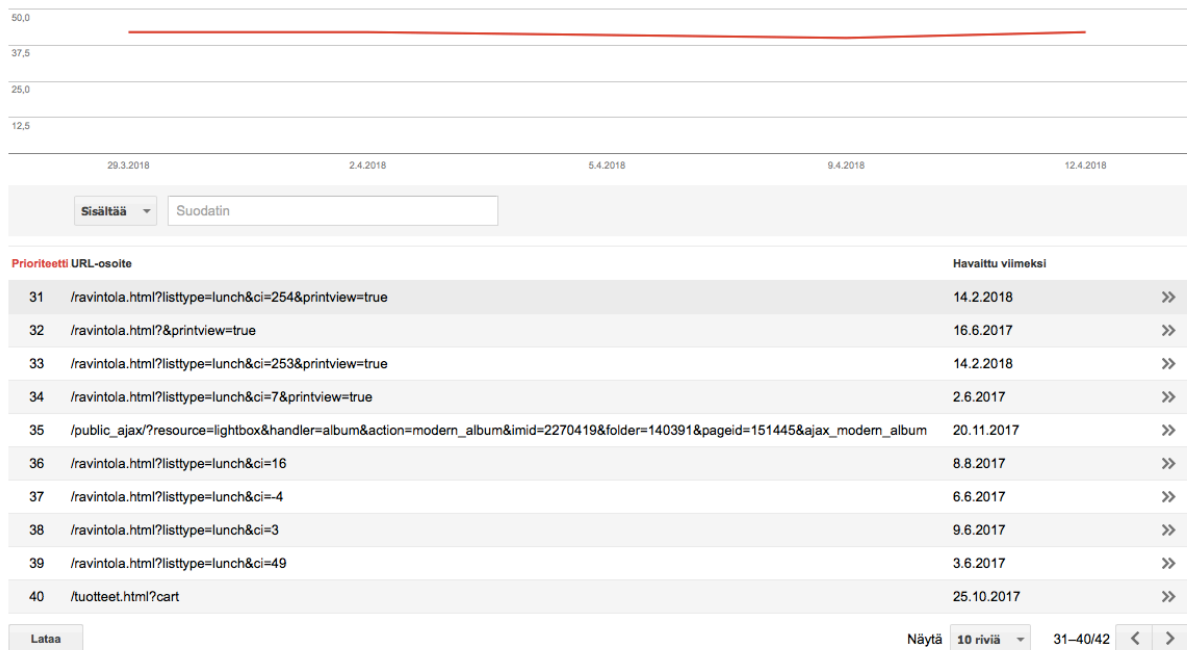 50,0
37,5
25,0
12,5
29.3.2018 2.4.2018 5.4.2018 9.4.2018 12.4.2018
Sisältää Suodatin
Prioriteetti URL-osoite Havaittu viimeksi
31 /ravintola.html?listtype=lunch&ci=254&printview=true 14.2.2018
32 /ravintola.html?&printview=true 16.6.2017
33 /ravintola.html?listtype=lunch&ci=253&printview=true 14.2.2018
34 /ravintola.html?listtype=lunch&ci=7&printview=true 2.6.2017
35 /public_ajax/?resource=lightbox&handler=album&action=modern_album&imid=2270419&folder=140391&pageid=151445&ajax_modern_album 20.11.2017
36 /ravintola.html?listtype=lunch&ci=16 8.8.2017
37 /ravintola.html?listtype=lunch&ci=-4 6.6.2017
38 /ravintola.html?listtype=lunch&ci=3 9.6.2017
39 /ravintola.html?listtype=lunch&ci=49 3.6.2017
40 /tuotteet.html?cart 25.10.2017
Lataa Näytä 10 riviä 31–40/42